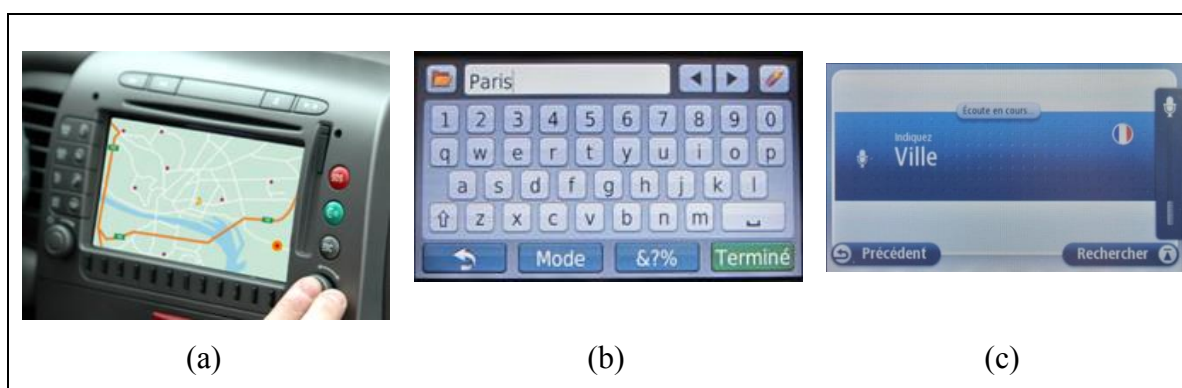 SOS
Paris
1 2 3 4 5 6 7 8 9 0
q w e r t y u i o p
a s d f g h j k l
z x c v b n m
Mode &?% Terminé
Écoute en cours...
Indiquez
Ville
Précédent Rechercher
(a) (b) (c)